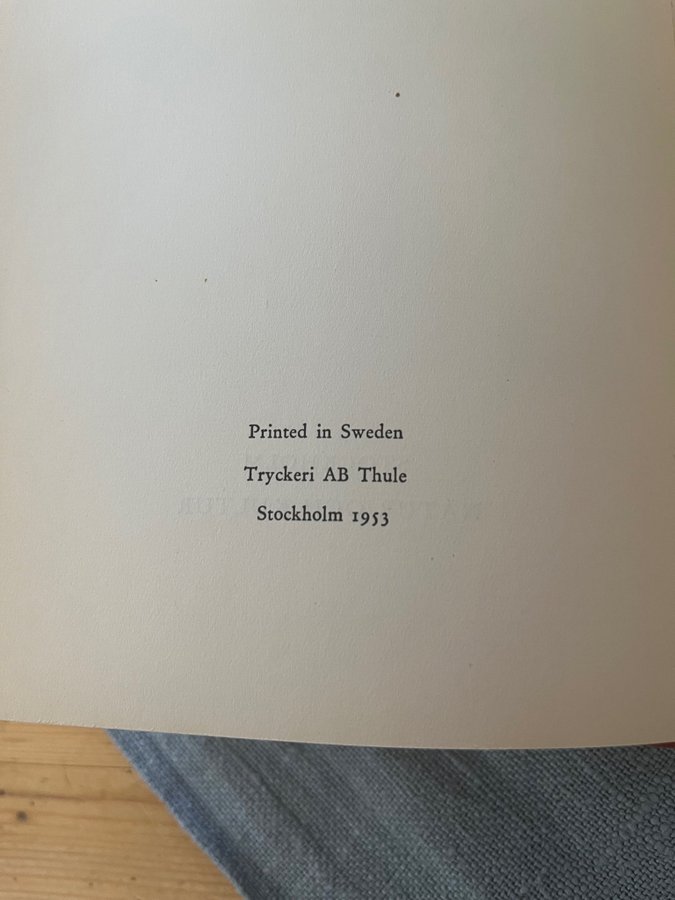 Printed in Sweden
Tryckeri AB Thule
Stockholm 1953